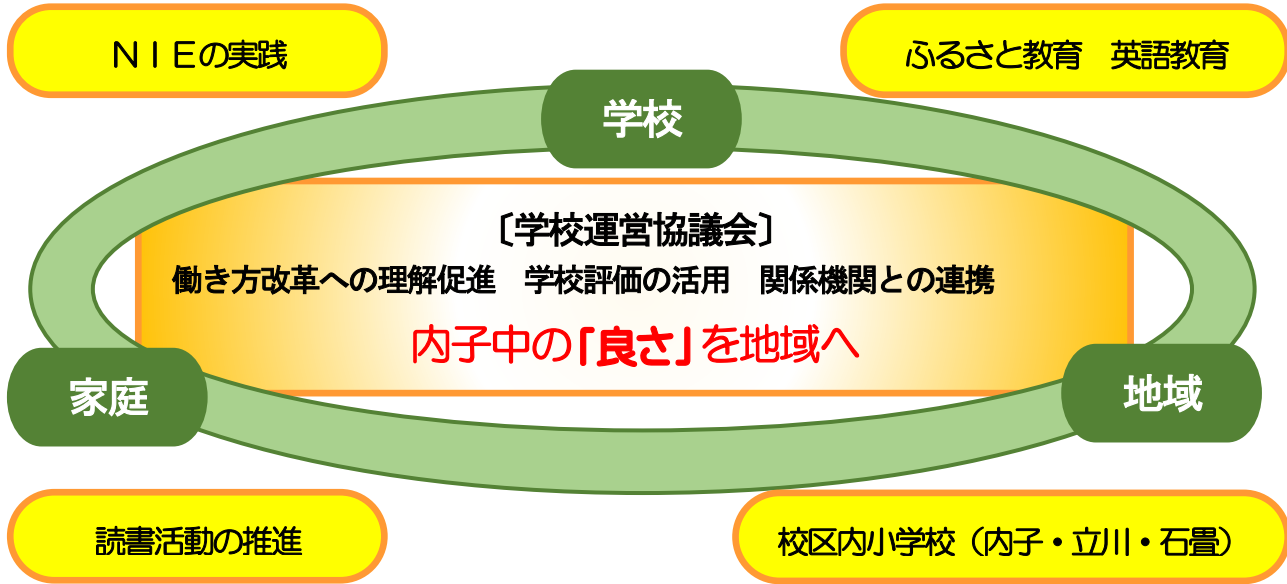 ＮＩＥの実践
ふるさと教育　英語教育
学校
〔学校運営協議会〕
働き方改革への理解促進　学校評価の活用　関係機関との連携
内子中の「良さ」を地域へ
家庭
地域
読書活動の推進
校区内小学校（内子・立川・石畳）